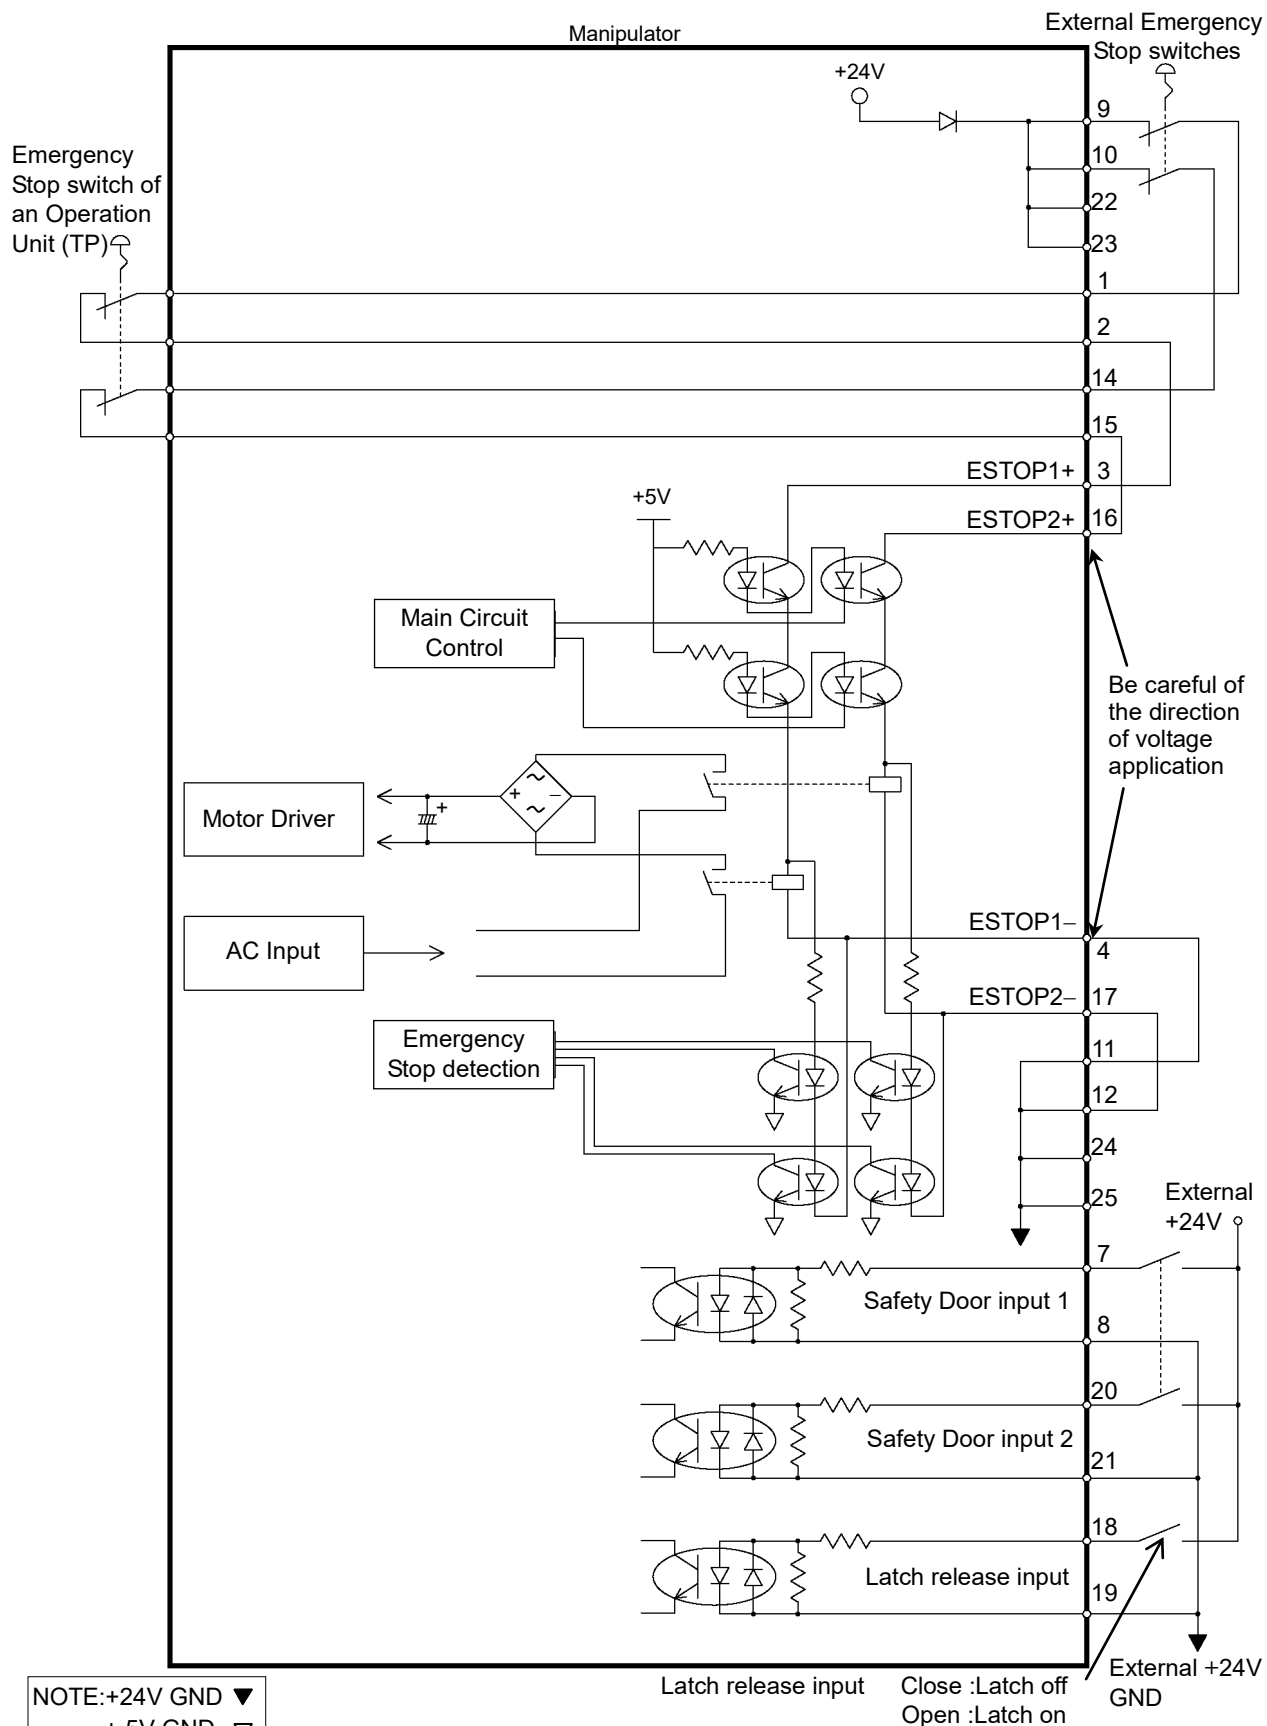 Manipulator
External Emergency
Stop switches
+24V
9
10
22
23
Emergency
Stop switch of
an Operation
Unit (TP)
1
2
14
15
ESTOP1+ 3
ESTOP2+ 16
+5V
Main Circuit
Control
Be careful of
the direction
of voltage
application
Motor Driver
+
+ −
AC Input
ESTOP1−
4
ESTOP2− 17
11
12
24
25
Emergency
Stop detection
External
+24V
7
Safety Door input 1
8
20
Safety Door input 2
21
18
Latch release input
19
External +24V
GND
Latch release input Close :Latch off
Open :Latch on
NOTE:+24V GND ▼
+ 5V GND ▽